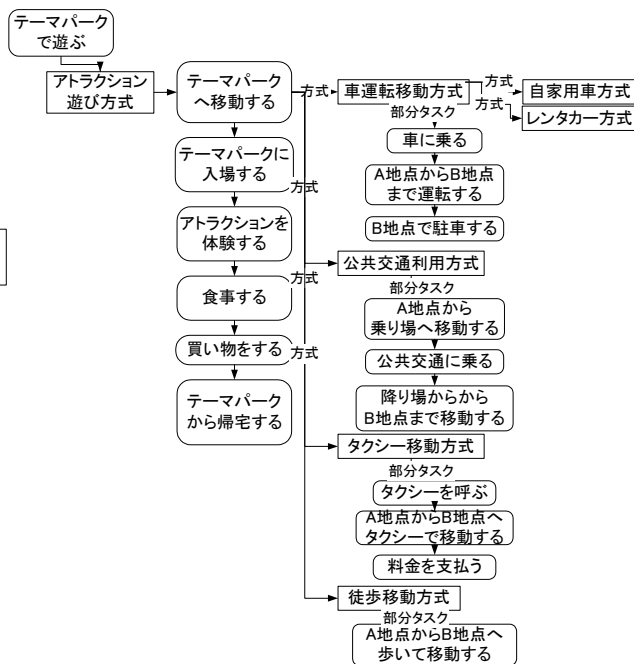 テーマパーク
で遊ぶ
アトラクション
遊び方式
テーマパーク
へ移動する
テーマパークに
入場する
アトラクションを
体験する
食事する
買い物をする
テーマパーク
から帰宅する
方式
方式
方式
方式
車運転移動方式
部分タスク
車に乗る
A地点からB地点
まで運転する
B地点で駐車する
方式
自家用車方式
方式
レンタカー方式
公共交通利用方式
部分タスク
A地点から
乗り場へ移動する
公共交通に乗る
降り場からから
B地点まで移動する
タクシー移動方式
部分タスク
タクシーを呼ぶ
A地点からB地点へ
タクシーで移動する
料金を支払う
徒歩移動方式
部分タスク
A地点からB地点へ
歩いて移動する